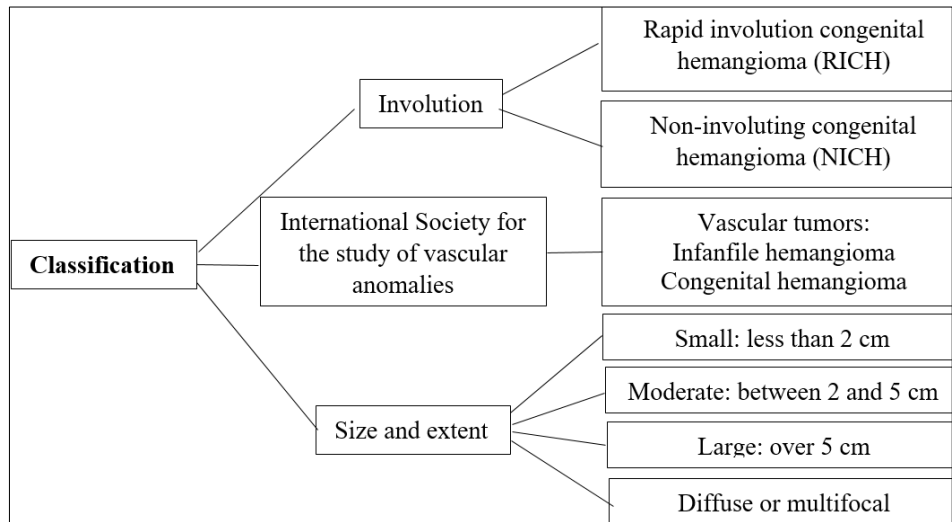 Rapid involution congenital
hemangioma (RICH)
Involution
Non-involuting congenital
hemangioma (NICH)
International Society for
the study of vascular
anomalies
Vascular tumors:
Infanfile hemangioma
Congenital hemangioma
Classification
Small: less than 2 cm
Moderate: between 2 and 5 cm
Size and extent
Large: over 5 cm
Diffuse or multifocal